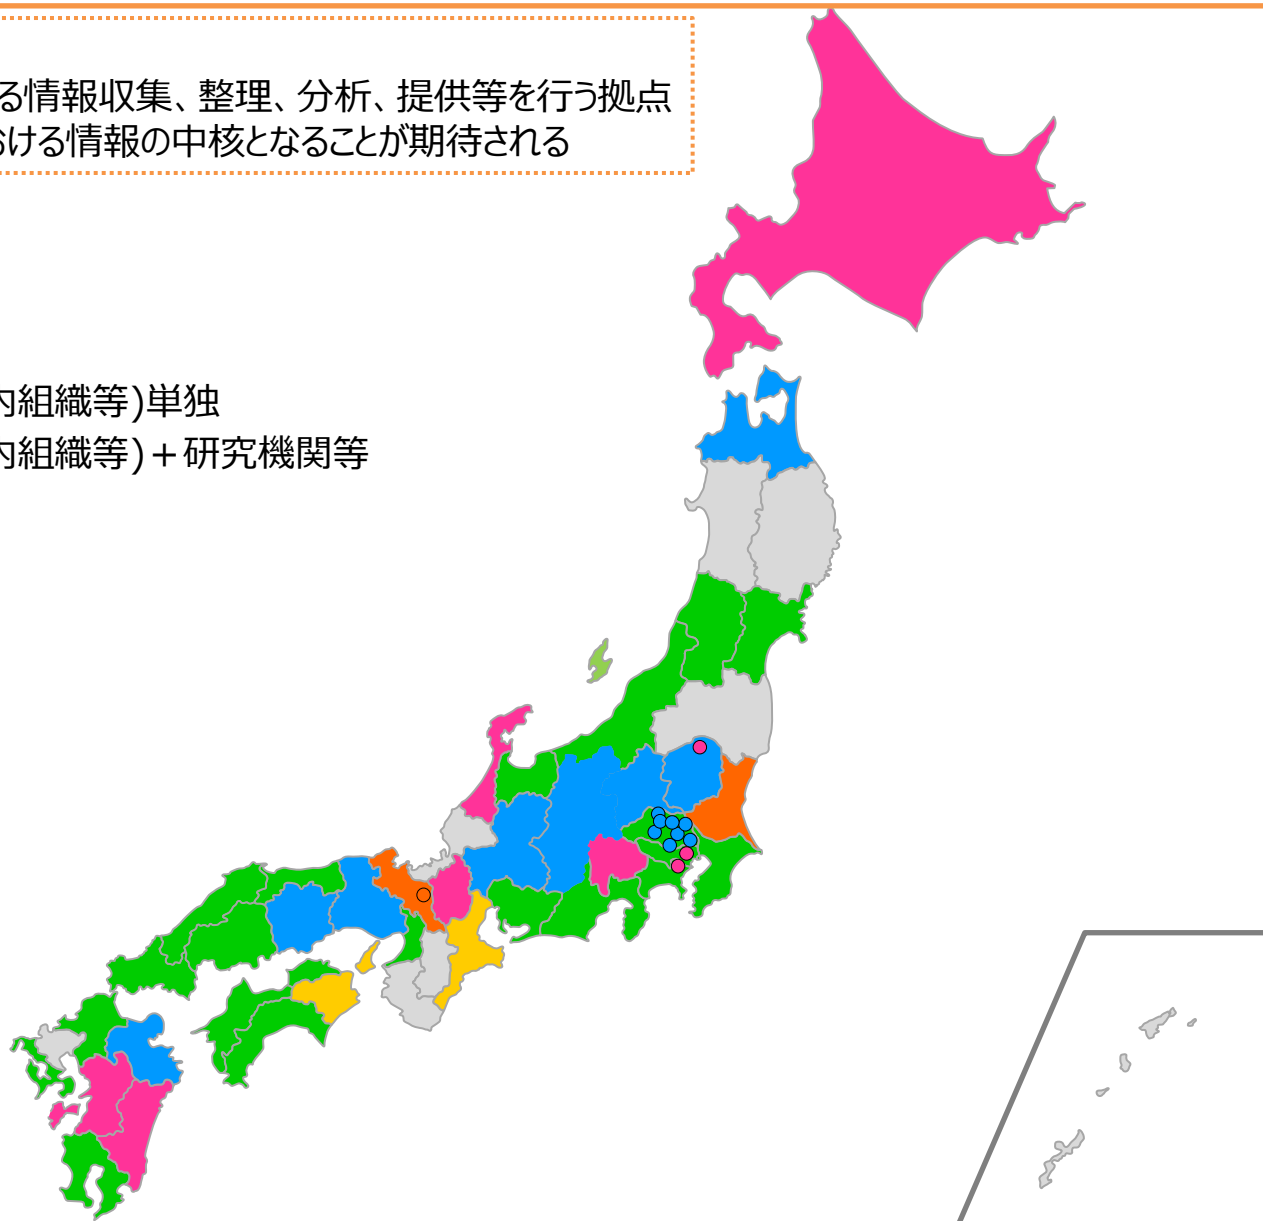 る情報収集、整理、分析、提供等を行う拠点
おける情報の中核となることが期待される
内組織等)単独
内組織等)+研究機関等